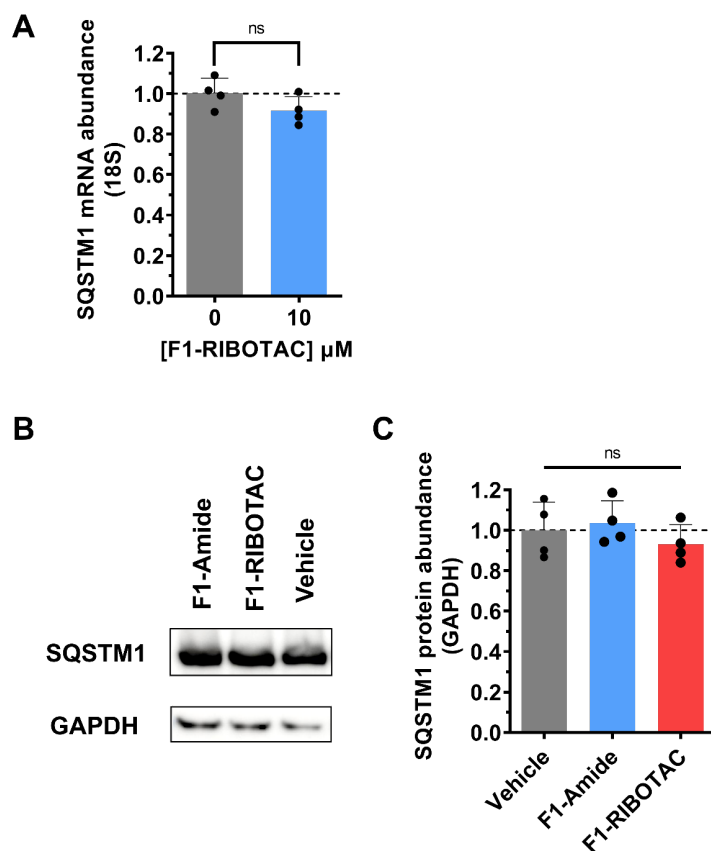 A
SQSTM1 mRNA abundance
(18S)
ns
1.2
1.0
0.8
0.6
0.4
0.2
0.0
0
10
[F1-RIBOTAC] µM
B
F1-Amide
F1-RIBOTAC
Vehicle
SQSTM1
GAPDH
C
SQSTM1 protein abundance
(GAPDH)
ns
1.2
1.0
0.8
0.6
0.4
0.2
0.0
Vehicle
F1-Amide
F1-RIBOTAC